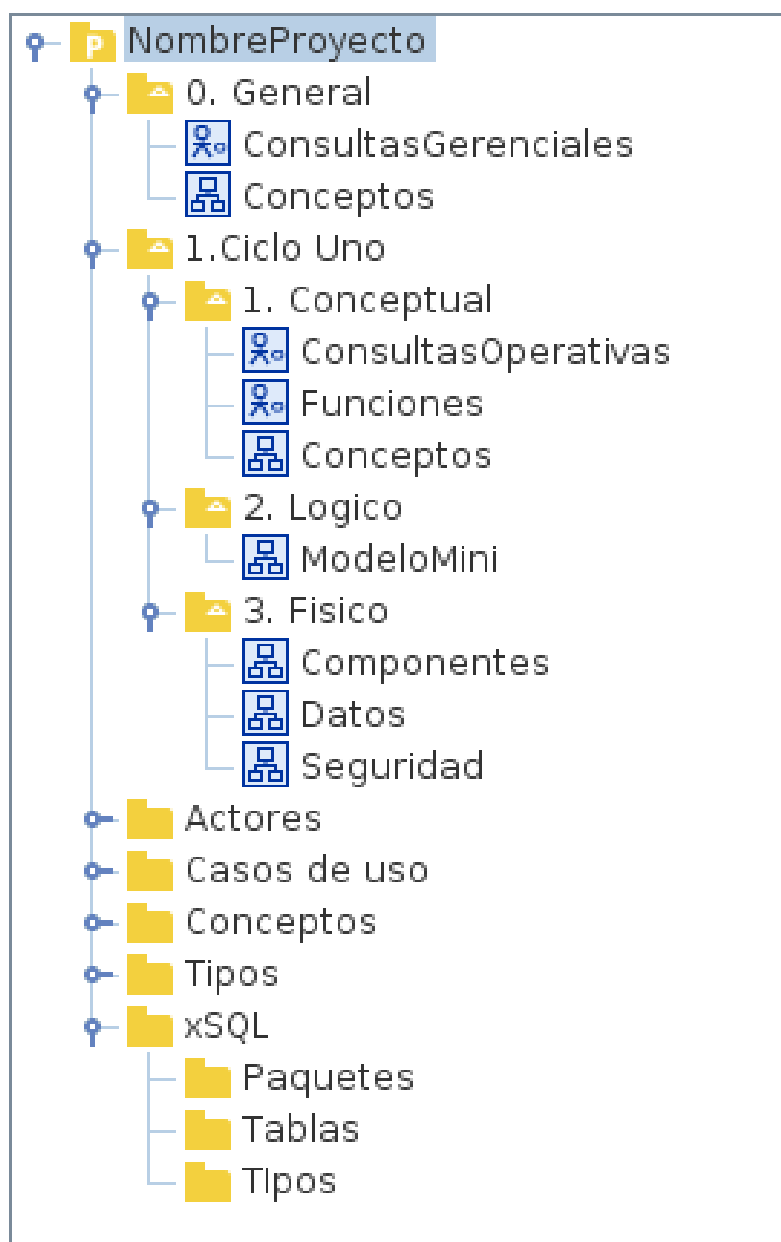 NombreProyecto
0. General
ConsultasGerenciales
Conceptos
1.Ciclo Uno
1. Conceptual
ConsultasOperativas
Funciones
Conceptos
2. Logico
ModeloMini
3. Fisico
Componentes
Datos
Seguridad
Actores
Casos de uso
Conceptos
Tipos
xSQL
Paquetes
Tablas
TIpos